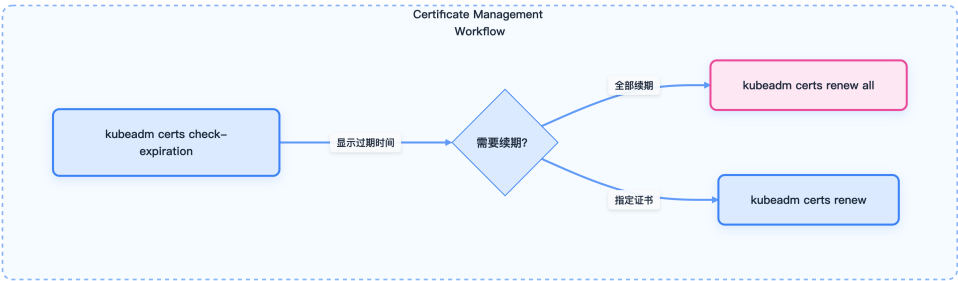 Certificate Management
Workflow
kubeadm certs check-
expiration
显示过期时间
需要续期?
全部续期
kubeadm certs renew all
指定证书
kubeadm certs renew